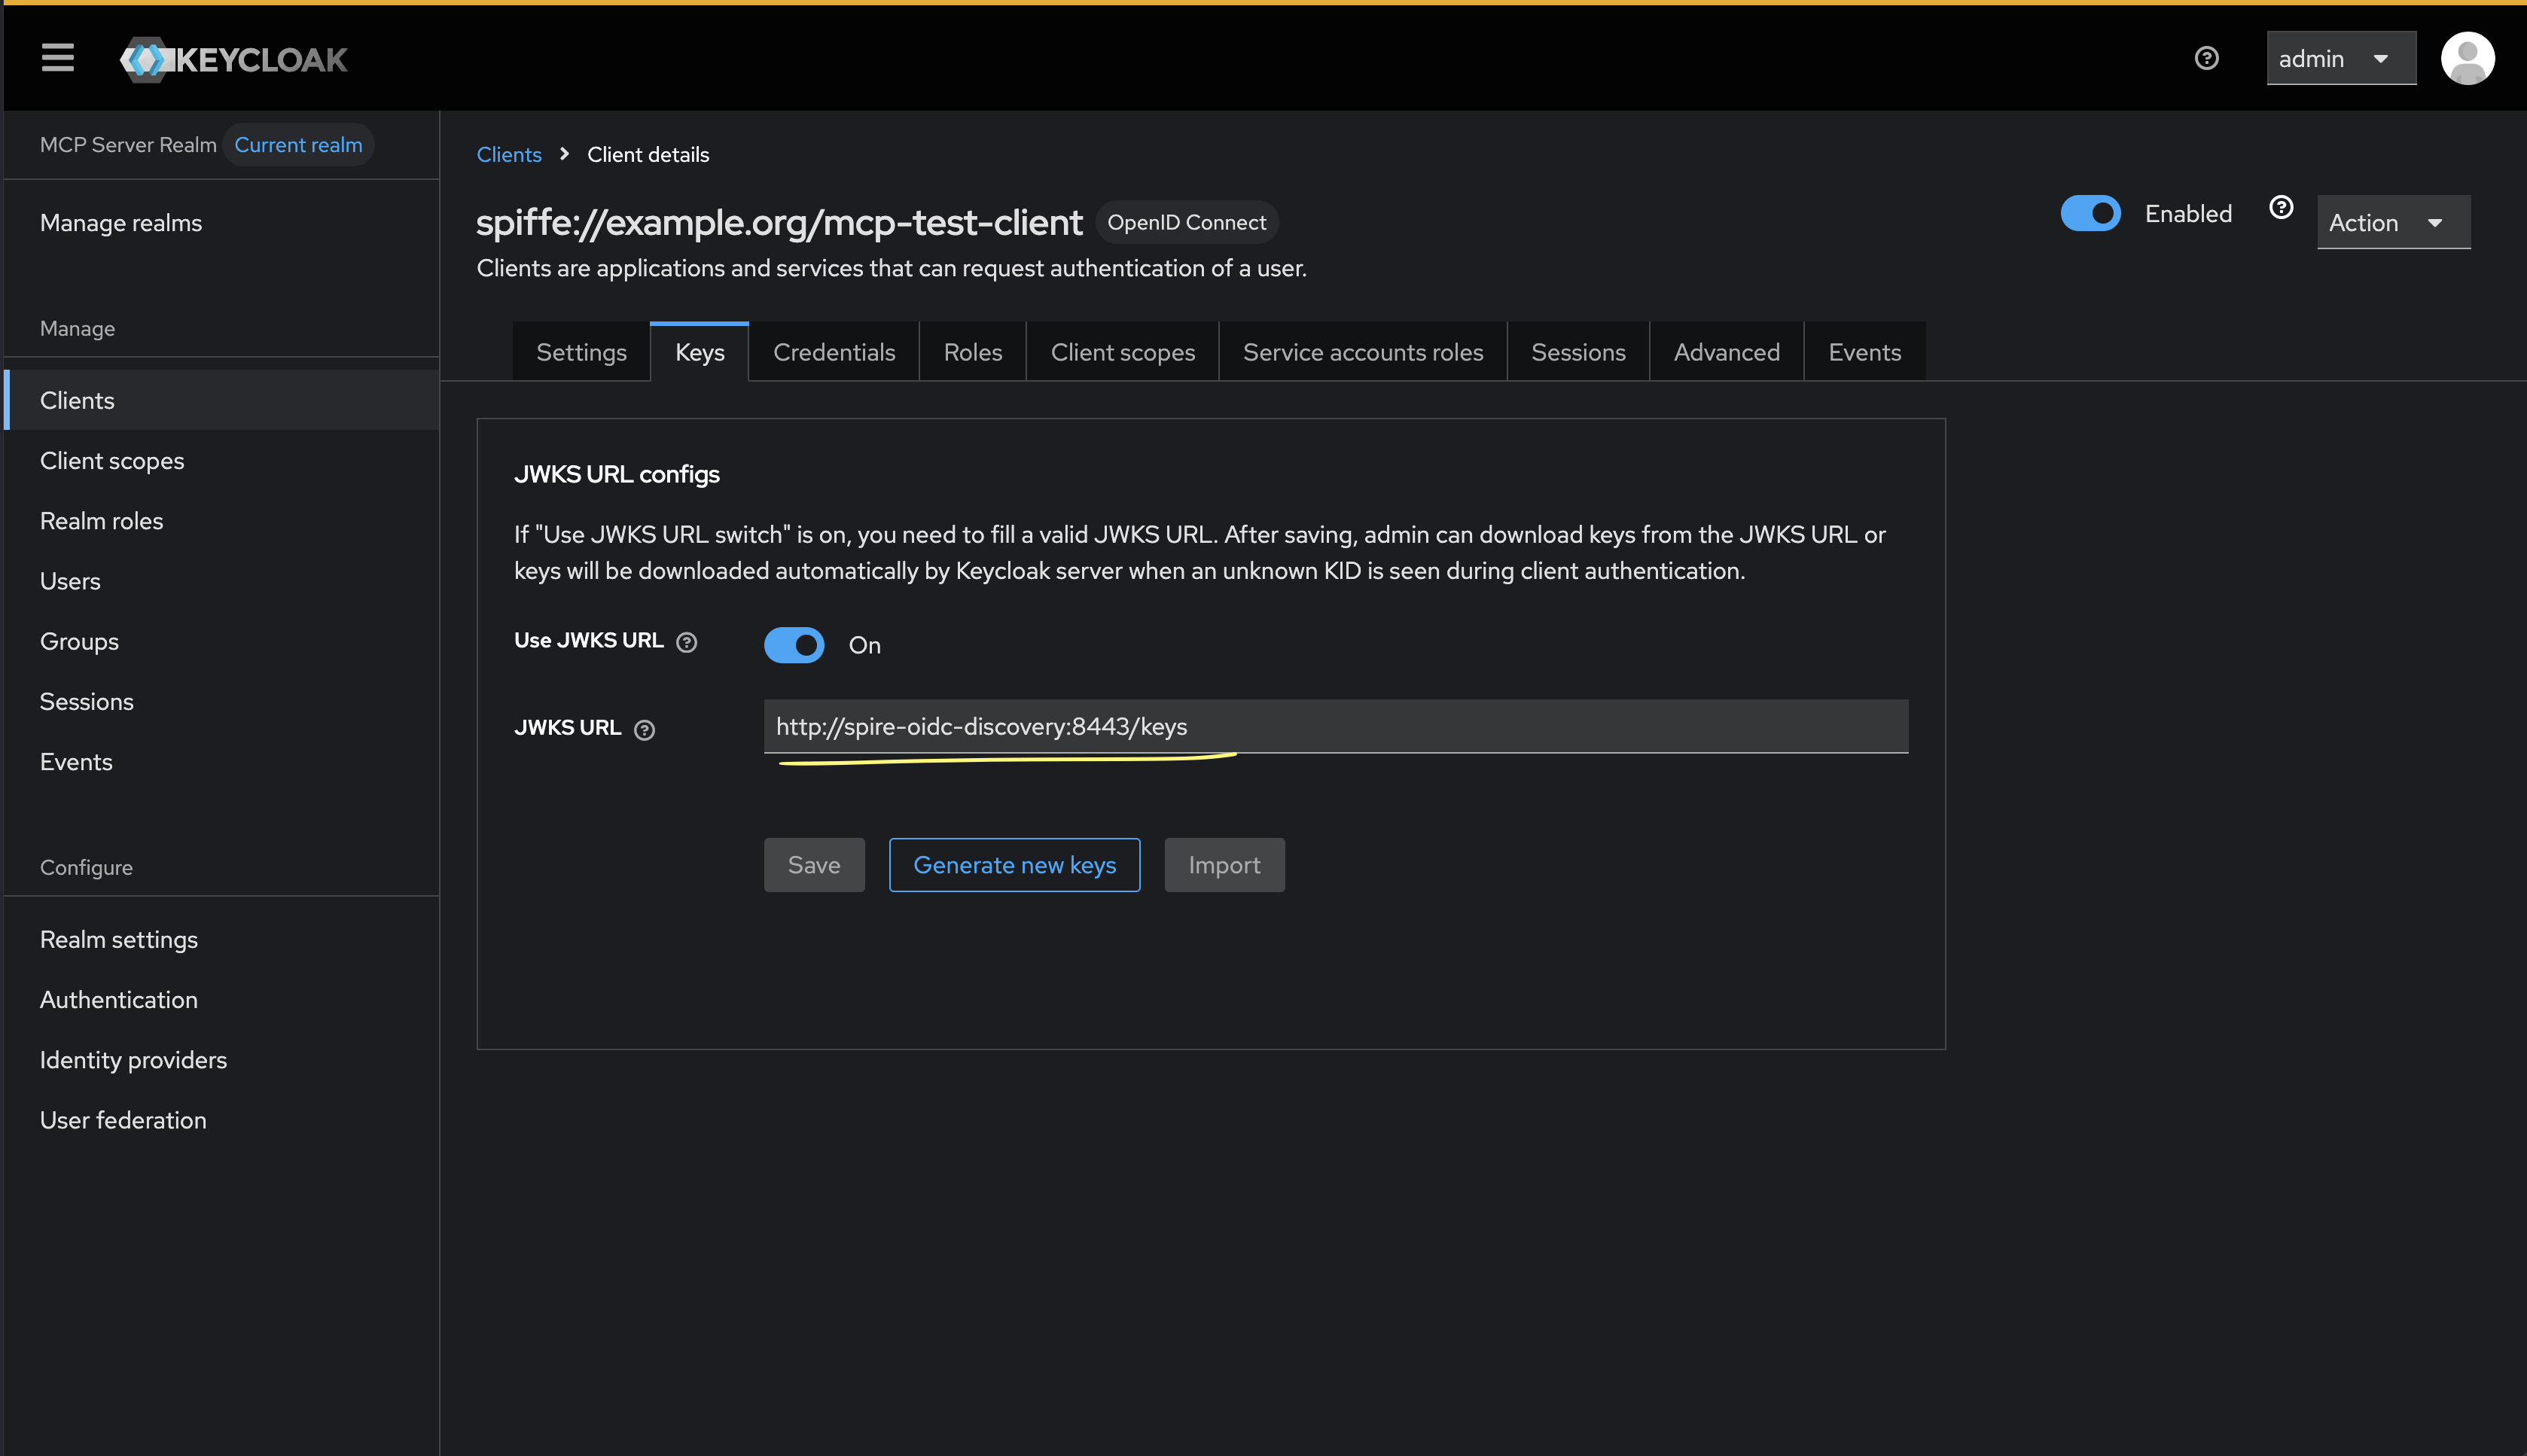 KEYCLOAK
admin
MCP Server Realm Current realm
Manage realms
Manage
Clients
Client scopes
Realm roles
Users
Groups
Sessions
Events
Configure
Realm settings
Authentication
Identity providers
User federation
Clients > Client details
spiffe://example.org/mcp-test-client OpenID Connect
Enabled
Action
Clients are applications and services that can request authentication of a user.
Settings Keys Credentials Roles Client scopes Service accounts roles Sessions Advanced Events
JWKS URL configs
If "Use JWKS URL switch" is on, you need to fill a valid JWKS URL. After saving, admin can download keys from the JWKS URL or
keys will be downloaded automatically by Keycloak server when an unknown KID is seen during client authentication.
Use JWKS URL On
JWKS URL http://spire-oidc-discovery:8443/keys
Save Generate new keys Import